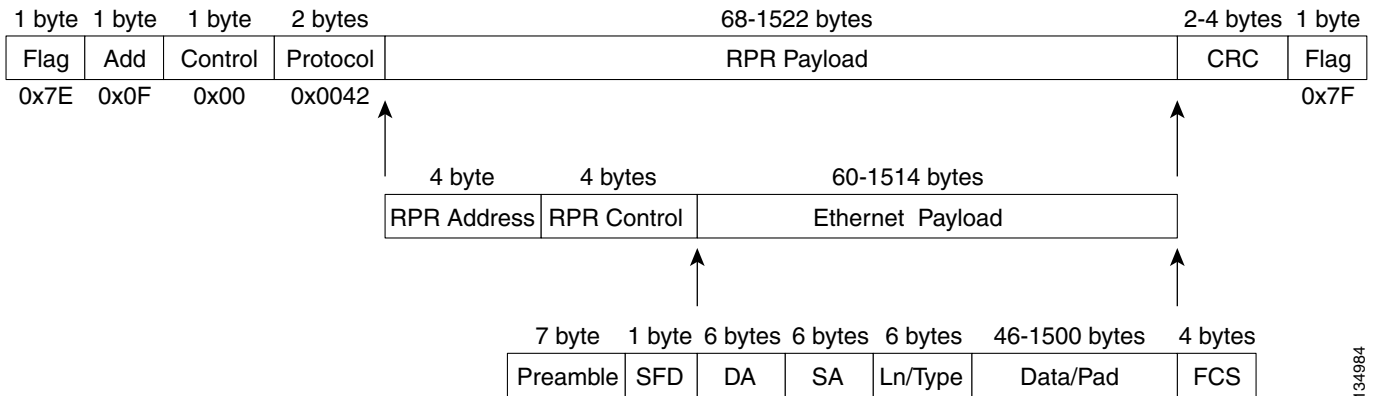 1 byte 1 byte 1 byte 2 bytes 68-1522 bytes 2-4 bytes 1 byte
Flag Add Control Protocol RPR Payload CRC Flag
0x7E 0x0F 0x00 0x0042 0x7F
4 byte 4 bytes 60-1514 bytes
RPR Address RPR Control Ethernet Payload
7 byte 1 byte 6 bytes 6 bytes 6 bytes 46-1500 bytes 4 bytes
Preamble SFD DA SA Ln/Type Data/Pad FCS
134984